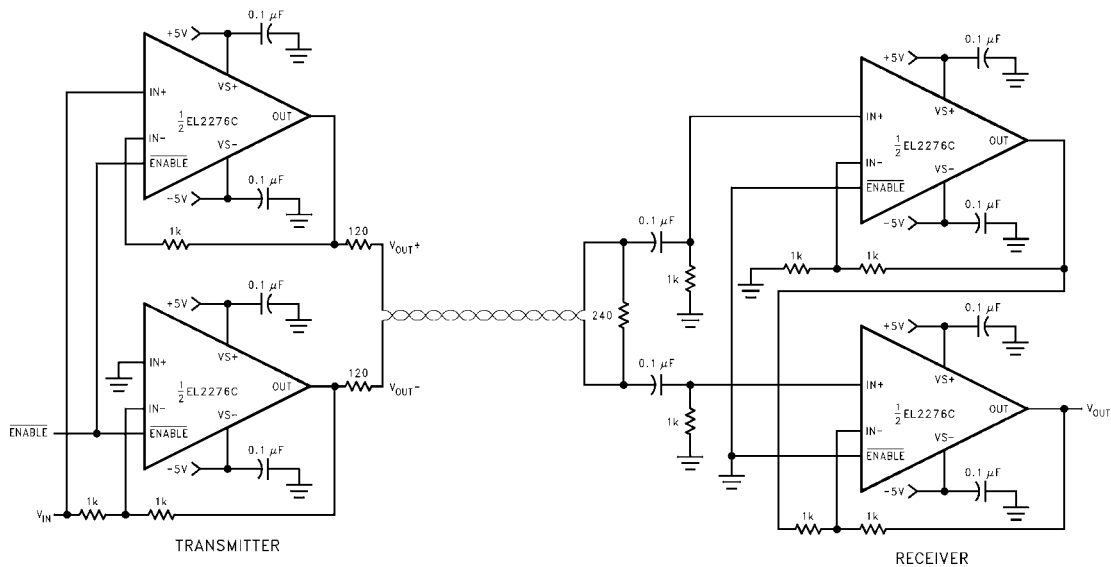 0.1 μF
+5V
VS+
IN+
½ EL2276C
OUT
IN-
VS-
ENABLE
0.1 μF
-5V
1k
120
VOUT+
0.1 μF
+5V
VS+
IN+
½ EL2276C
OUT
120
VOUT-
IN-
VS-
ENABLE
ENABLE
0.1 μF
-5V
VIN
1k
1k
TRANSMITTER
240
0.1 μF
1k
0.1 μF
1k
0.1 μF
+5V
VS+
IN+
½ EL2276C
OUT
IN-
VS-
ENABLE
0.1 μF
-5V
1k
1k
0.1 μF
+5V
VS+
IN+
½ EL2276C
OUT
VOUT
IN-
VS-
ENABLE
0.1 μF
-5V
1k
1k
RECEIVER